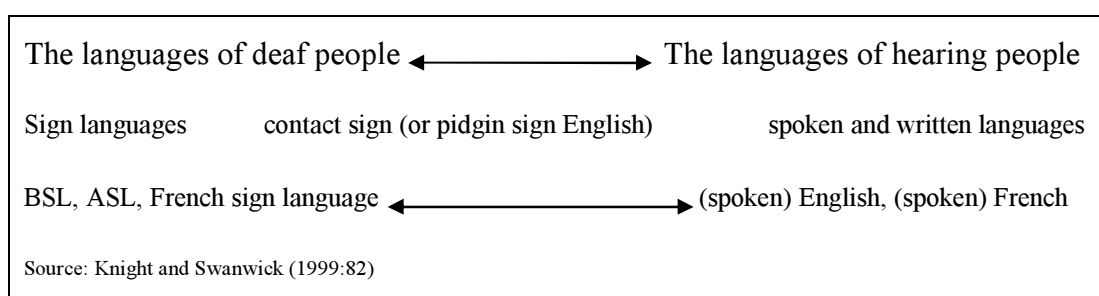 The languages of deaf people The languages of hearing people
Sign languages contact sign (or pidgin sign English) spoken and written languages
BSL, ASL, French sign language (spoken) English, (spoken) French
Source: Knight and Swanwick (1999:82)